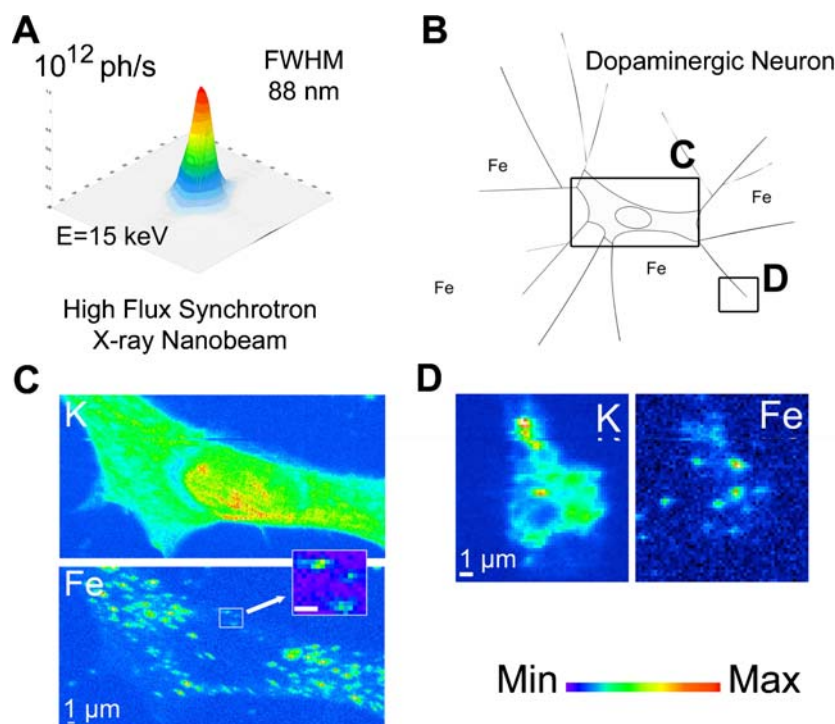 A
10¹² ph/s
FWHM
88 nm
E=15 keV
High Flux Synchrotron
X-ray Nanobeam
B
Dopaminergic Neuron
Fe
C
Fe
Fe
D
Fe
C
K
Fe
1 µm
D
K
Fe
1 µm
Min
Max